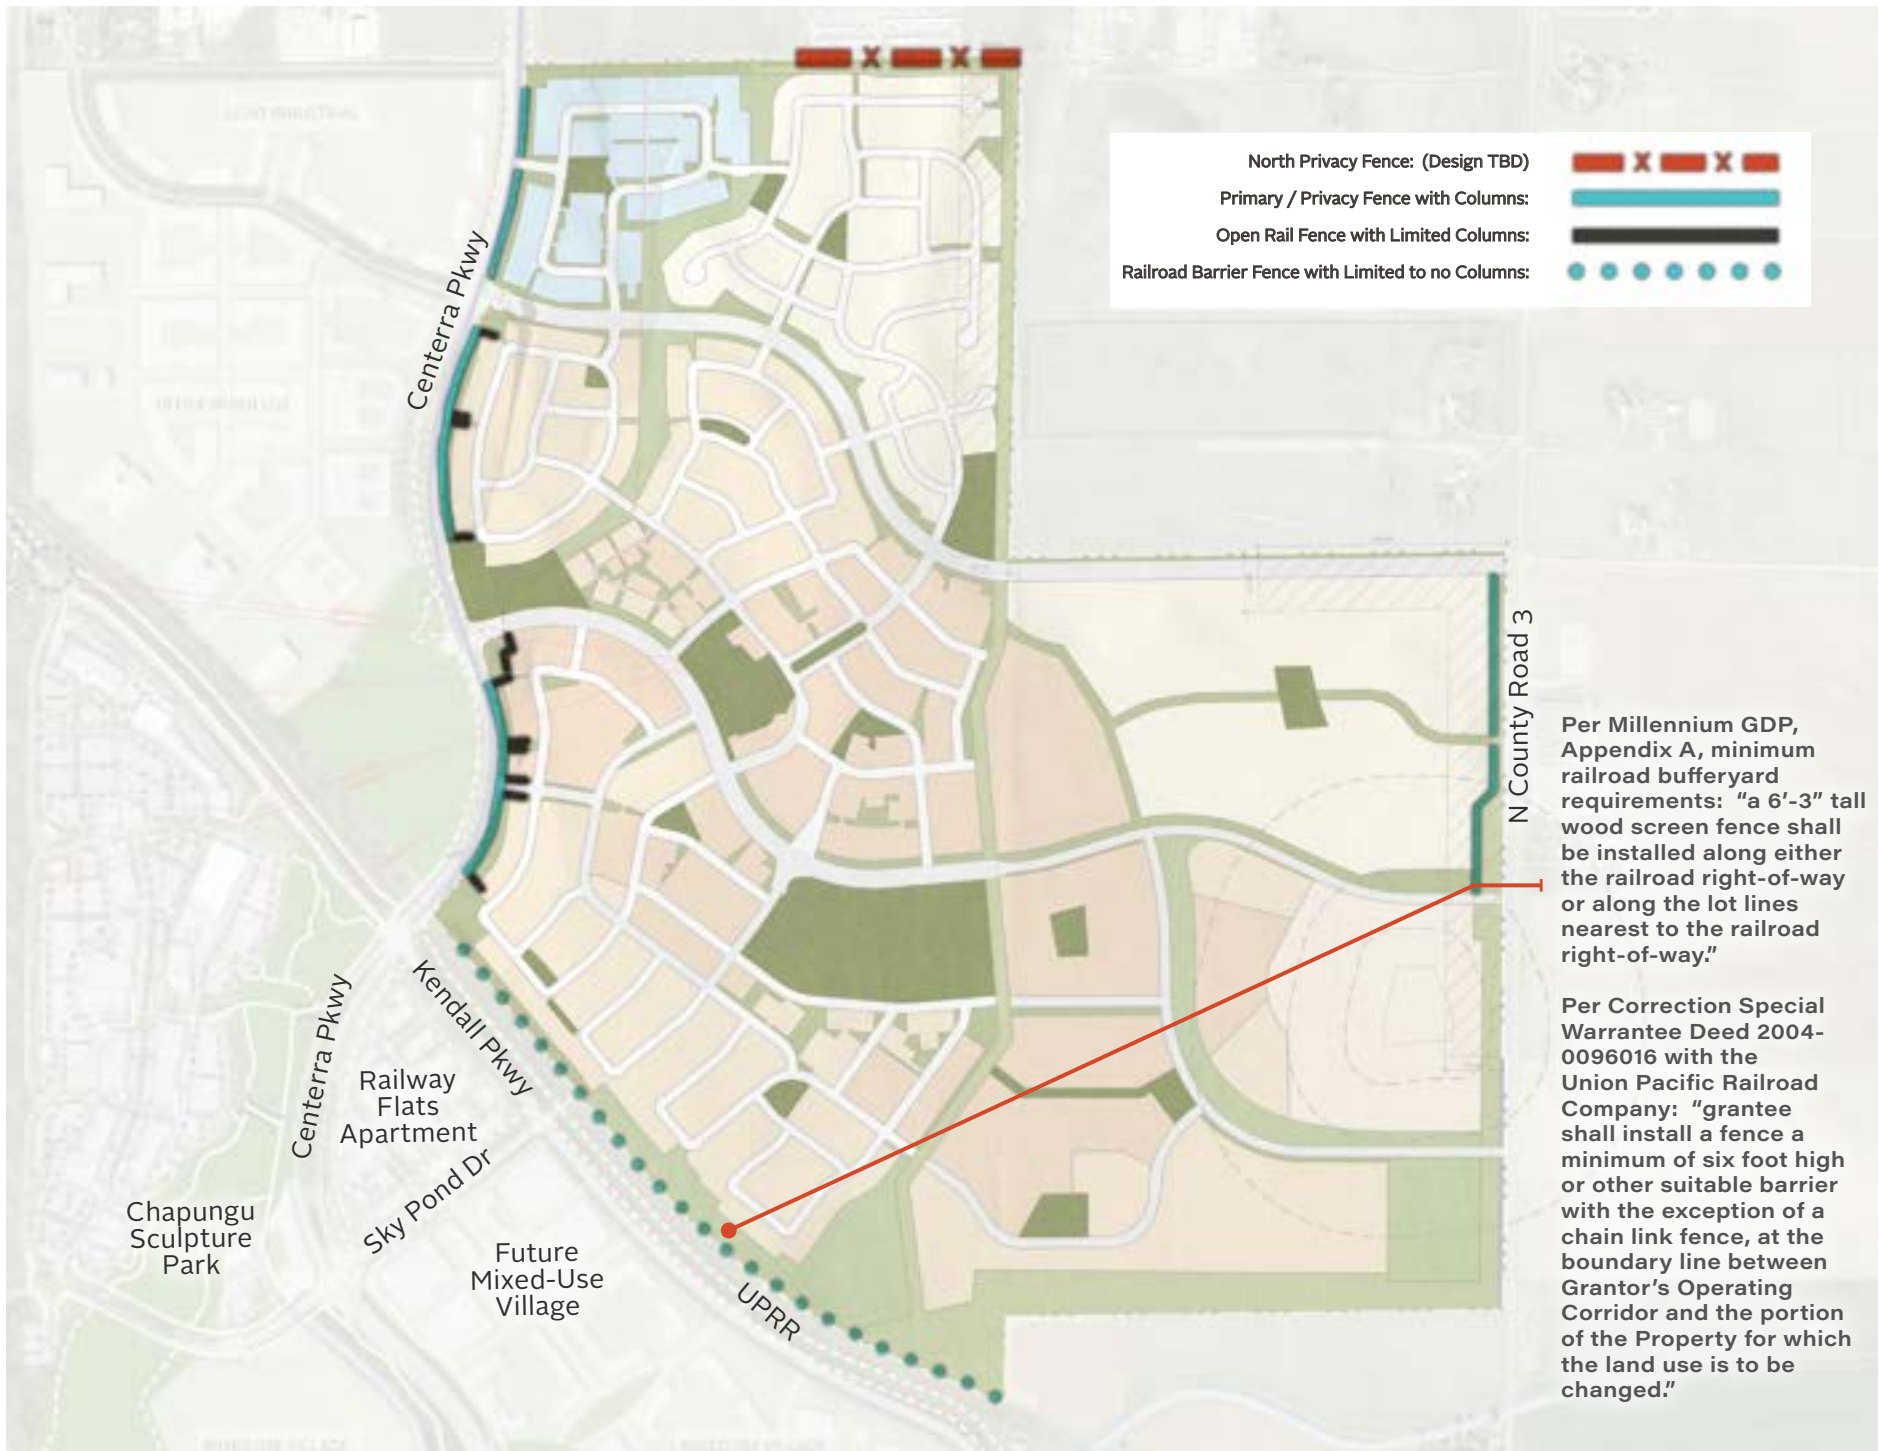 North Privacy Fence: (Design TBD)
Primary / Privacy Fence with Columns:
Open Rail Fence with Limited Columns:
Railroad Barrier Fence with Limited to no Columns:
Centerra Pkwy
N County Road 3
Per Millennium GDP,
Appendix A, minimum
railroad bufferyard
requirements: “a 6’-3” tall
wood screen fence shall
be installed along either
the railroad right-of-way
or along the lot lines
nearest to the railroad
right-of-way.”
Per Correction Special
Warrantee Deed 2004-
0096016 with the
Union Pacific Railroad
Company: “grantee
shall install a fence a
minimum of six foot high
or other suitable barrier
with the exception of a
chain link fence, at the
boundary line between
Grantor’s Operating
Corridor and the portion
of the Property for which
the land use is to be
changed.”
Kendall Pkwy
Centerra Pkwy
Railway
Flats
Apartment
Sky Pond Dr
Chapungu
Sculpture
Park
Future
Mixed-Use
Village
UPRR
LIGHT INDUSTRIAL